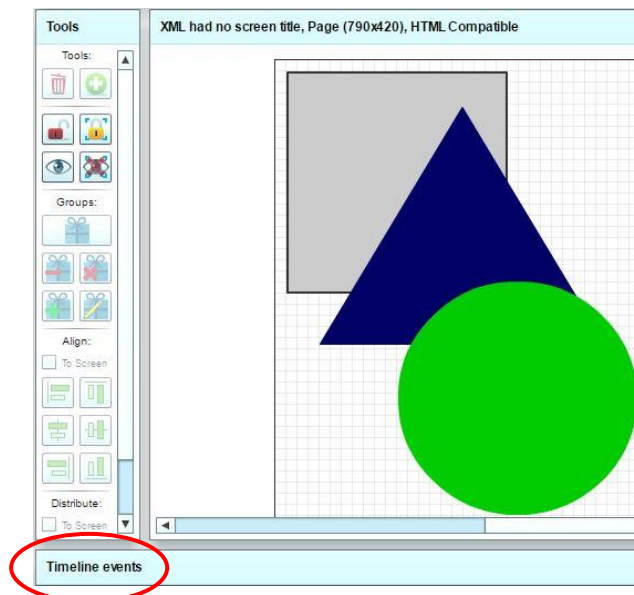 Tools
XML had no screen title, Page (790x420), HTML Compatible
Tools:
Groups:
Align:
To Screen
Distribute:
To Screen
Timeline events